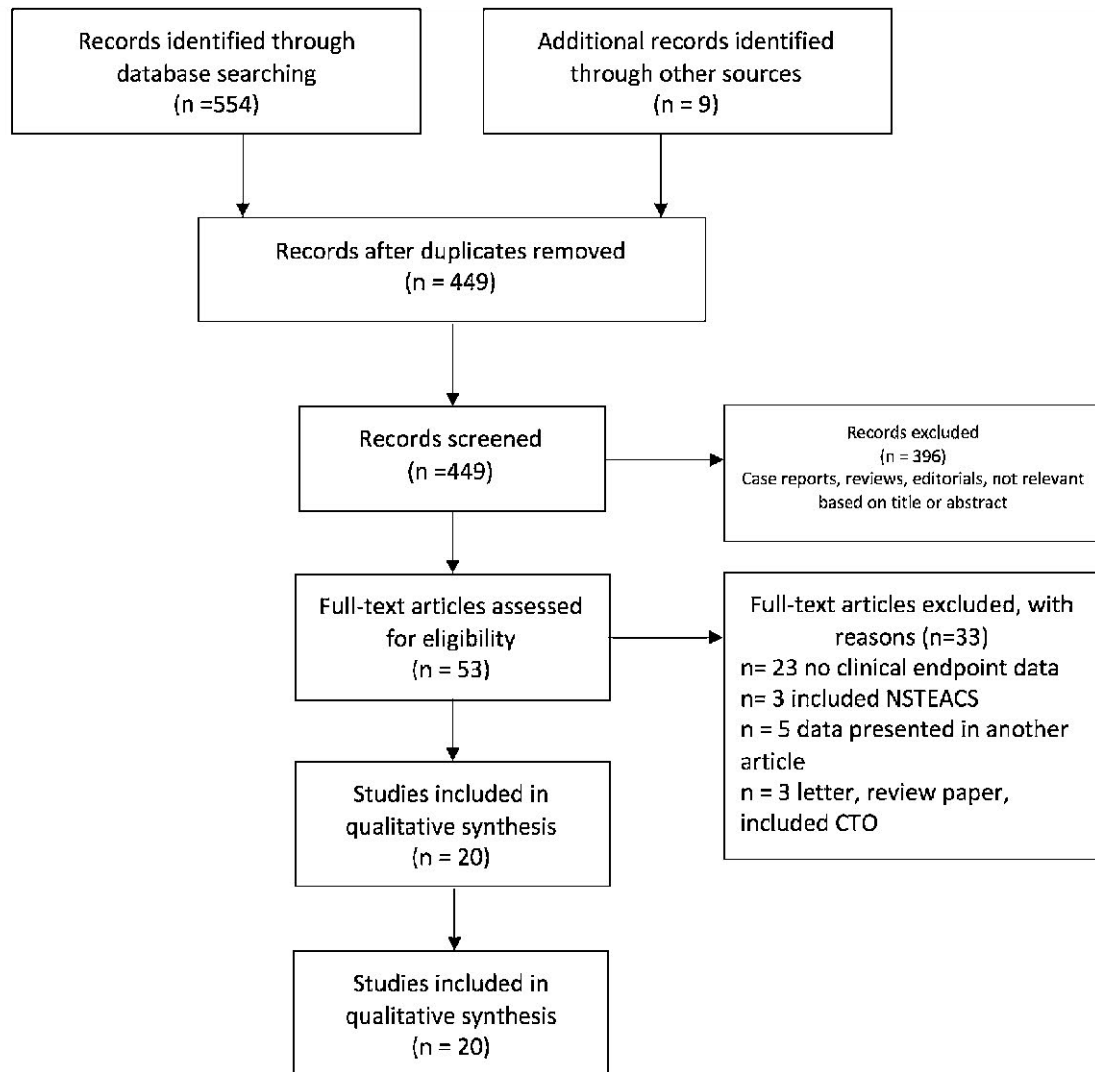 Records identified through
database searching
(n =554)
Additional records identified
through other sources
(n = 9)
Records after duplicates removed
(n = 449)
Records screened
(n =449)
Records excluded
(n = 396)
Case reports, reviews, editorials, not relevant
based on title or abstract
Full-text articles assessed
for eligibility
(n = 53)
Full-text articles excluded, with
reasons (n=33)
n= 23 no clinical endpoint data
n= 3 included NSTEACS
n = 5 data presented in another
article
n = 3 letter, review paper,
included CTO
Studies included in
qualitative synthesis
(n = 20)
Studies included in
qualitative synthesis
(n = 20)